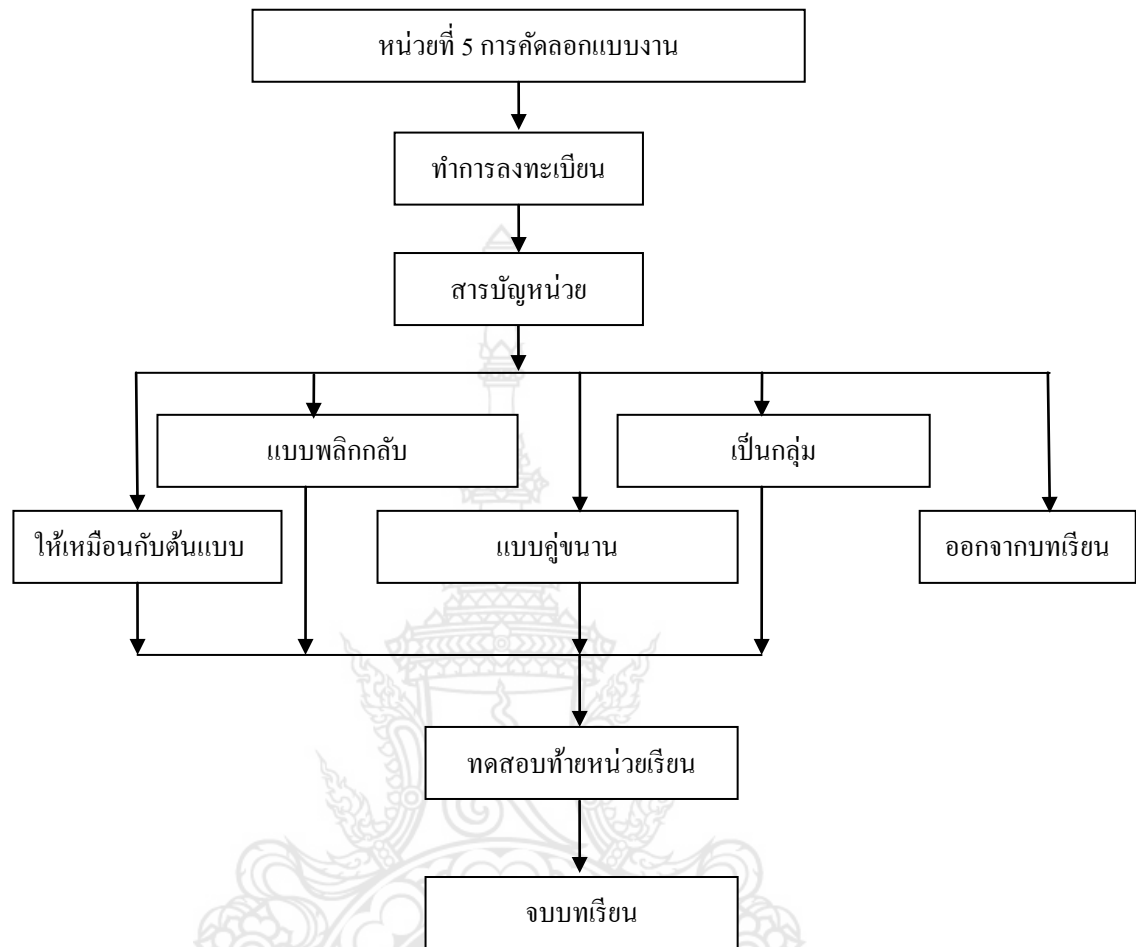 หน่วยที่ 5 การคัดลอกแบบงาน
ทำการลงทะเบียน
สารบัญหน่วย
แบบพลิกกลับ
เป็นกลุ่ม
ให้เหมือนกับต้นแบบ
แบบคู่ขนาน
ออกจากบทเรียน
ทดสอบท้ายหน่วยเรียน
จบบทเรียน